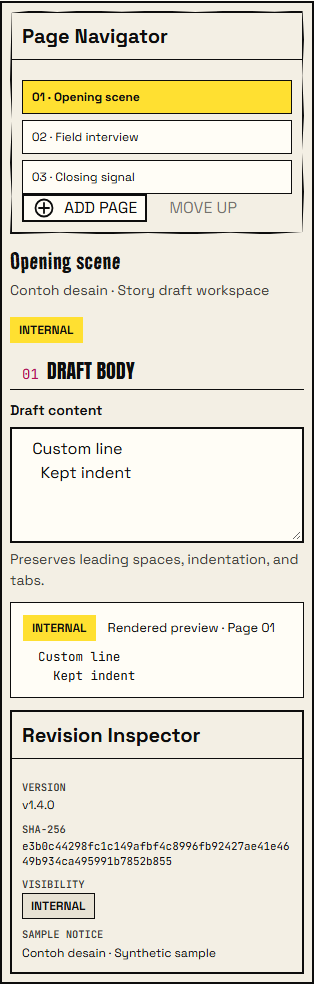 Page Navigator
01 · Opening scene
02 · Field interview
03 · Closing signal
ADD PAGE MOVE UP
Opening scene
Contoh desain · Story draft workspace
INTERNAL
01 DRAFT BODY
Draft content
Custom line
Kept indent
Preserves leading spaces, indentation, and
tabs.
INTERNAL Rendered preview · Page 01
Custom line
Kept indent
Revision Inspector
VERSION
v1.4.0
SHA-256
e3b0c44298fc1c149afbf4c8996fb92427ae41e46
49b934ca495991b7852b855
VISIBILITY
INTERNAL
SAMPLE NOTICE
Contoh desain · Synthetic sample